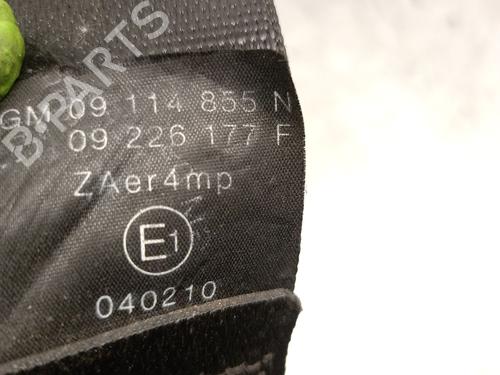 B-PARTS
GM 09 114 855 N
09 226 177 F
ZAer4mp
E1
040210